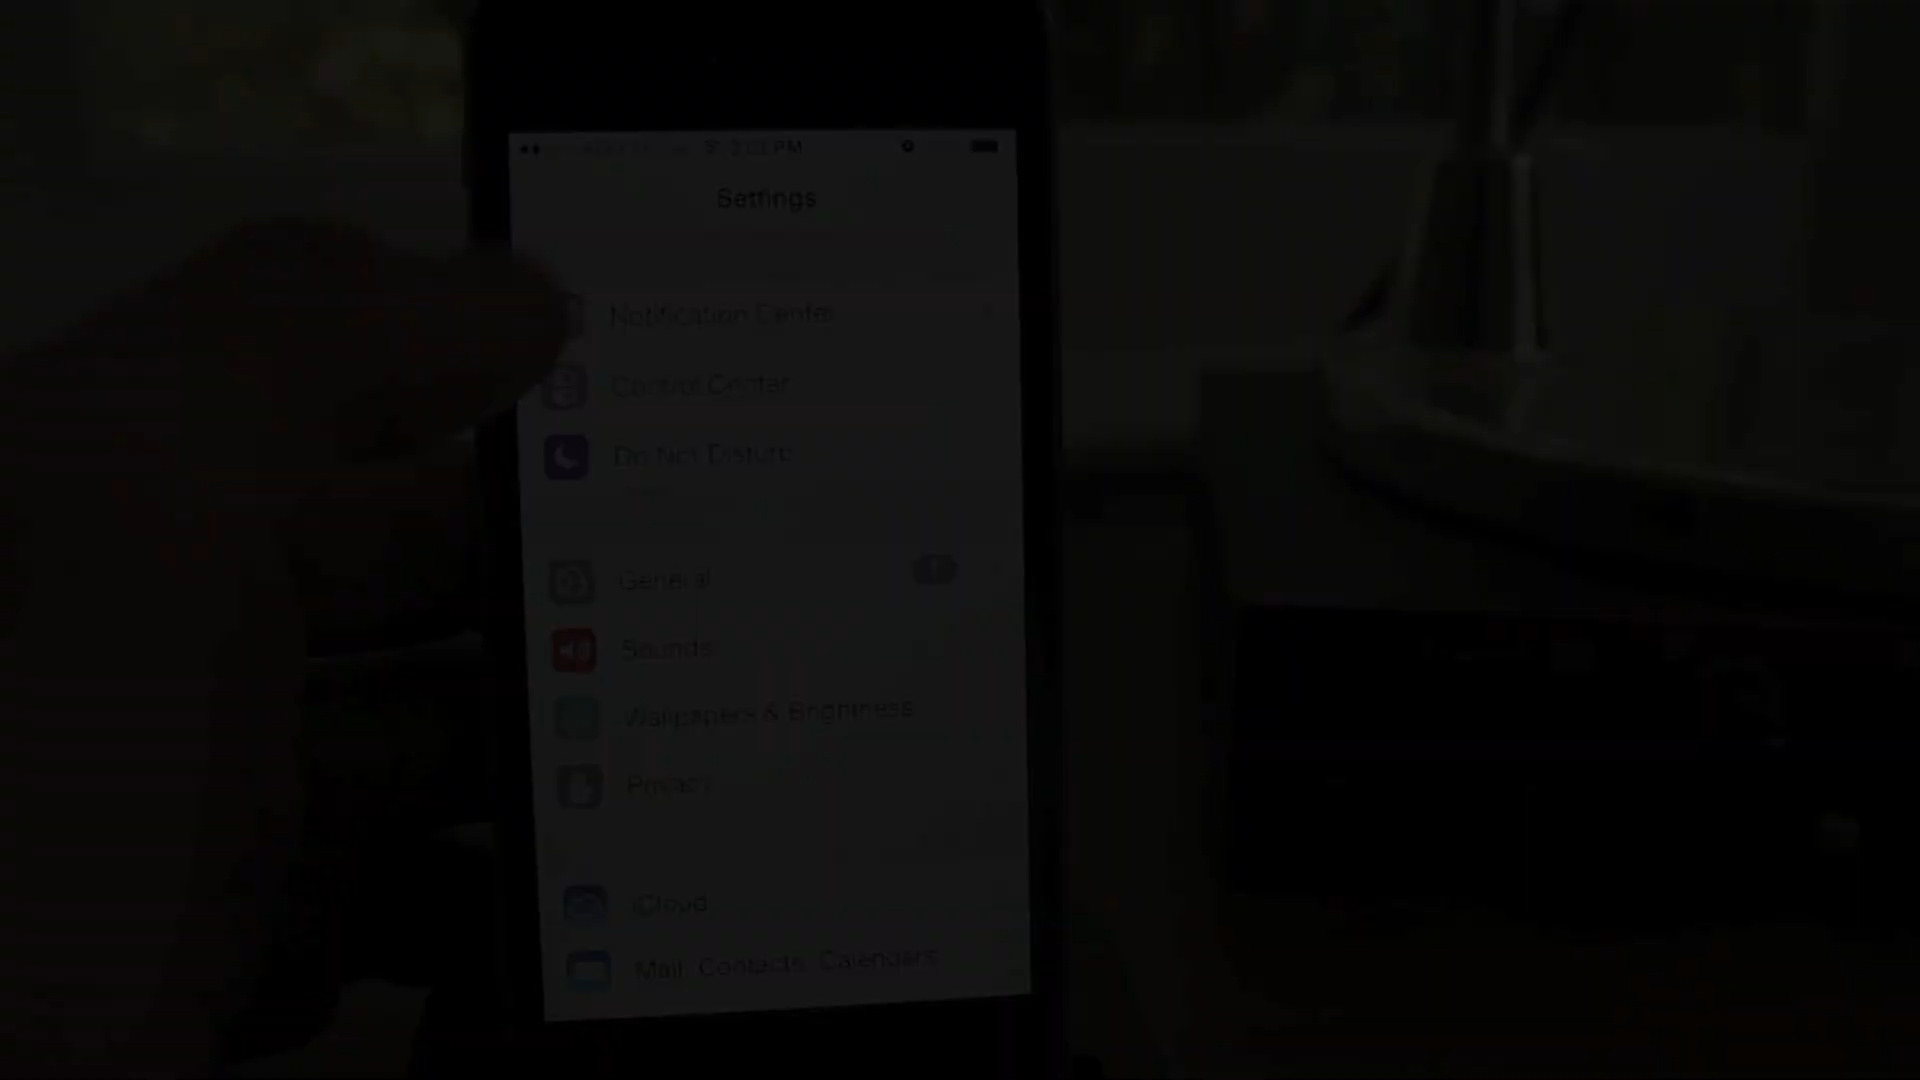 Settings
Notification Center
Control Center
Do Not Disturb
General
Sounds
Wallpapers & Brightness
Privacy
iCloud
Mail, Contacts, Calendars